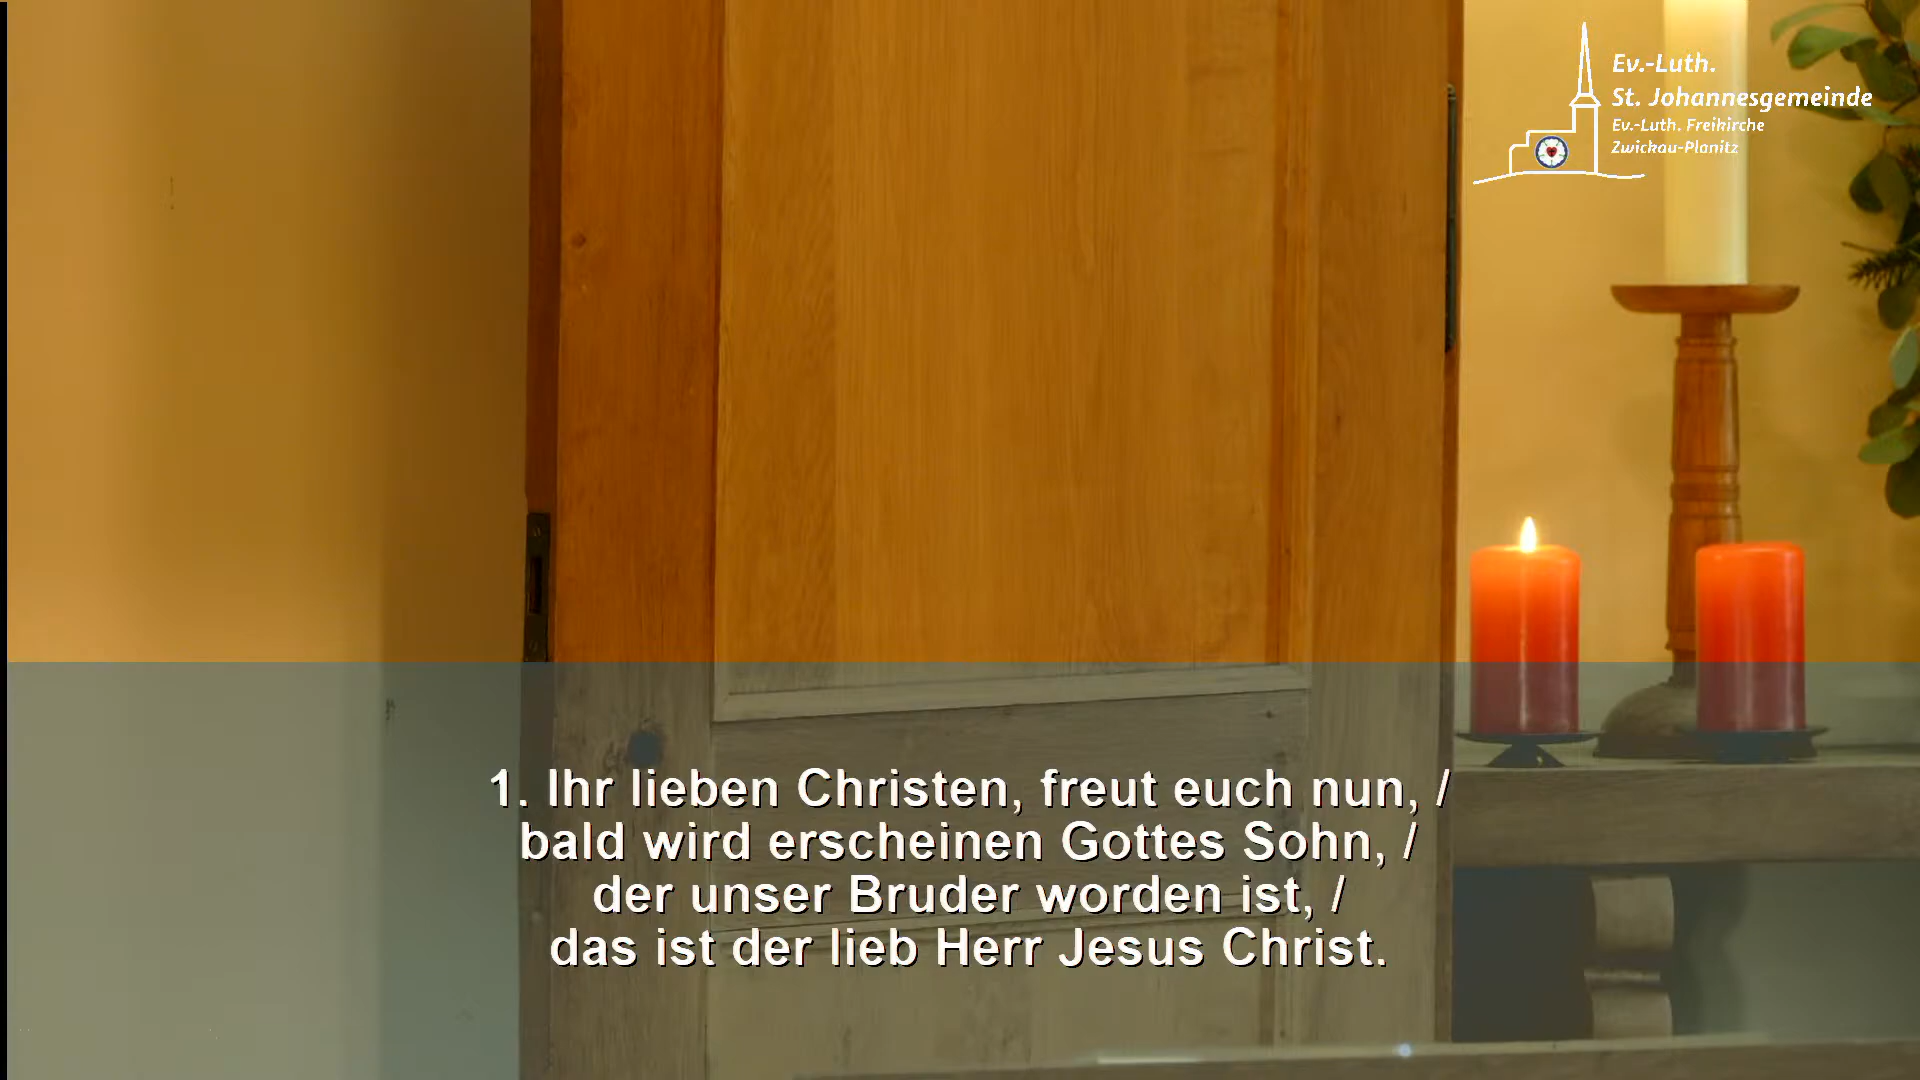 Ev.-Luth.
St. Johannesgemeinde
Ev.-Luth. Freikirche
Zwickau-Planitz
1. Ihr lieben Christen, freut euch nun, /
bald wird erscheinen Gottes Sohn, /
der unser Bruder worden ist, /
das ist der lieb Herr Jesus Christ.